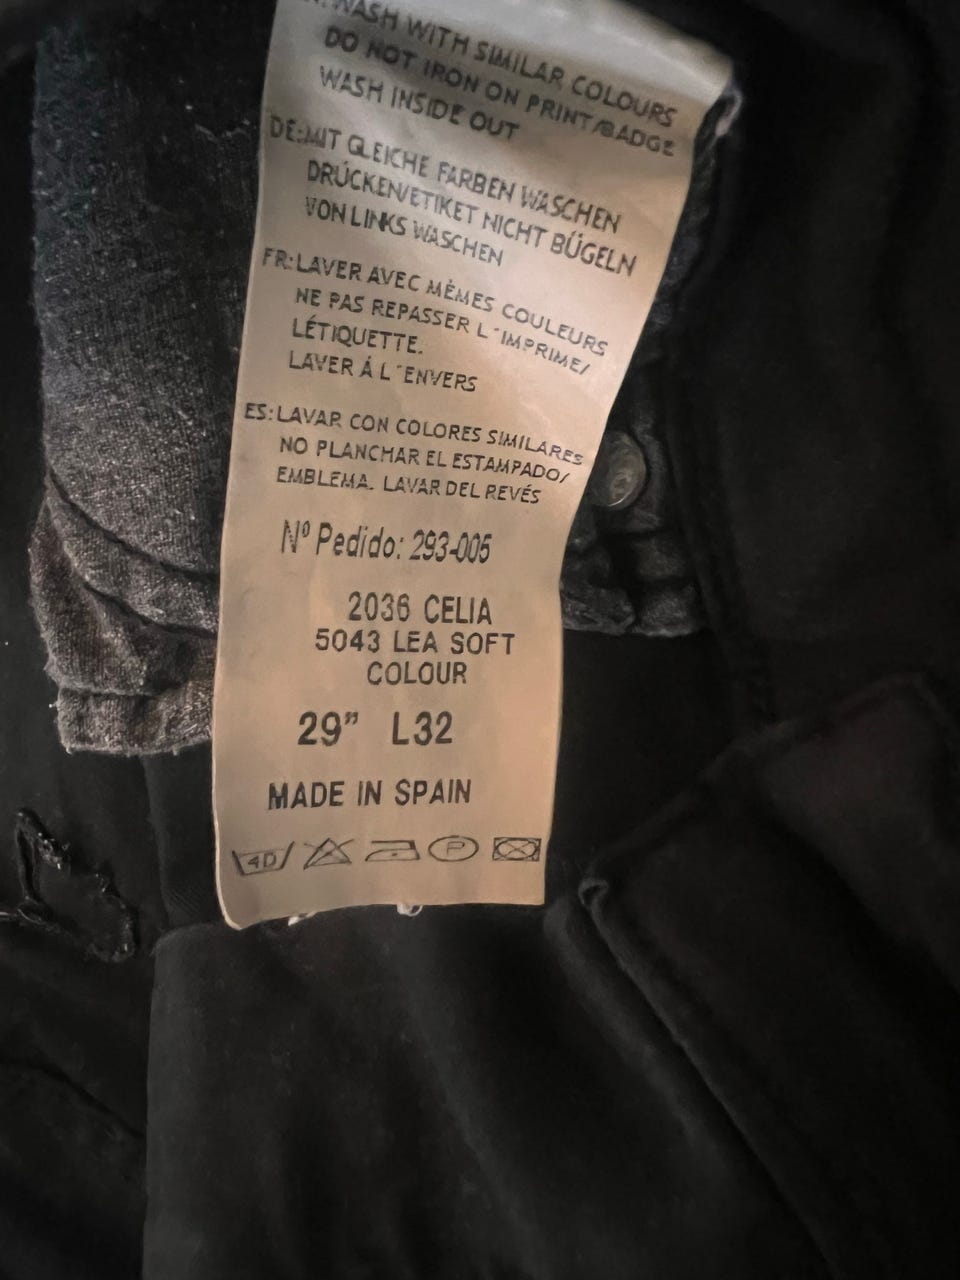 WASH WITH SIMILAR COLOURS
DO NOT IRON ON PRINT/BADGE
WASH INSIDE OUT
DE:MIT GLEICHE FARBEN WASCHEN
DRÜCKEN/ETIKET NICHT BÜGELN
VON LINKS WASCHEN
FR:LAVER AVEC MÈMES COULEURS
NE PAS REPASSER L´IMPRIME/
LÉTIQUETTE.
LAVER Á L´ENVERS
ES:LAVAR CON COLORES SIMILARES
NO PLANCHAR EL ESTAMPADO/
EMBLEMA. LAVAR DEL REVÉS
Nº Pedido: 293-005
2036 CELIA
5043 LEA SOFT
COLOUR
29” L32
MADE IN SPAIN
40 P